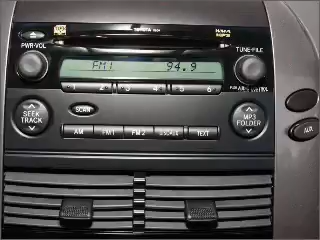 TOYOTA
PWR-VOL
TUNE-FILE
FM1 94.9
1 2 3 4 5 6
SCAN
SEEK
TRACK
MP3
FOLDER
AM FM1 FM2 TEXT
AUX